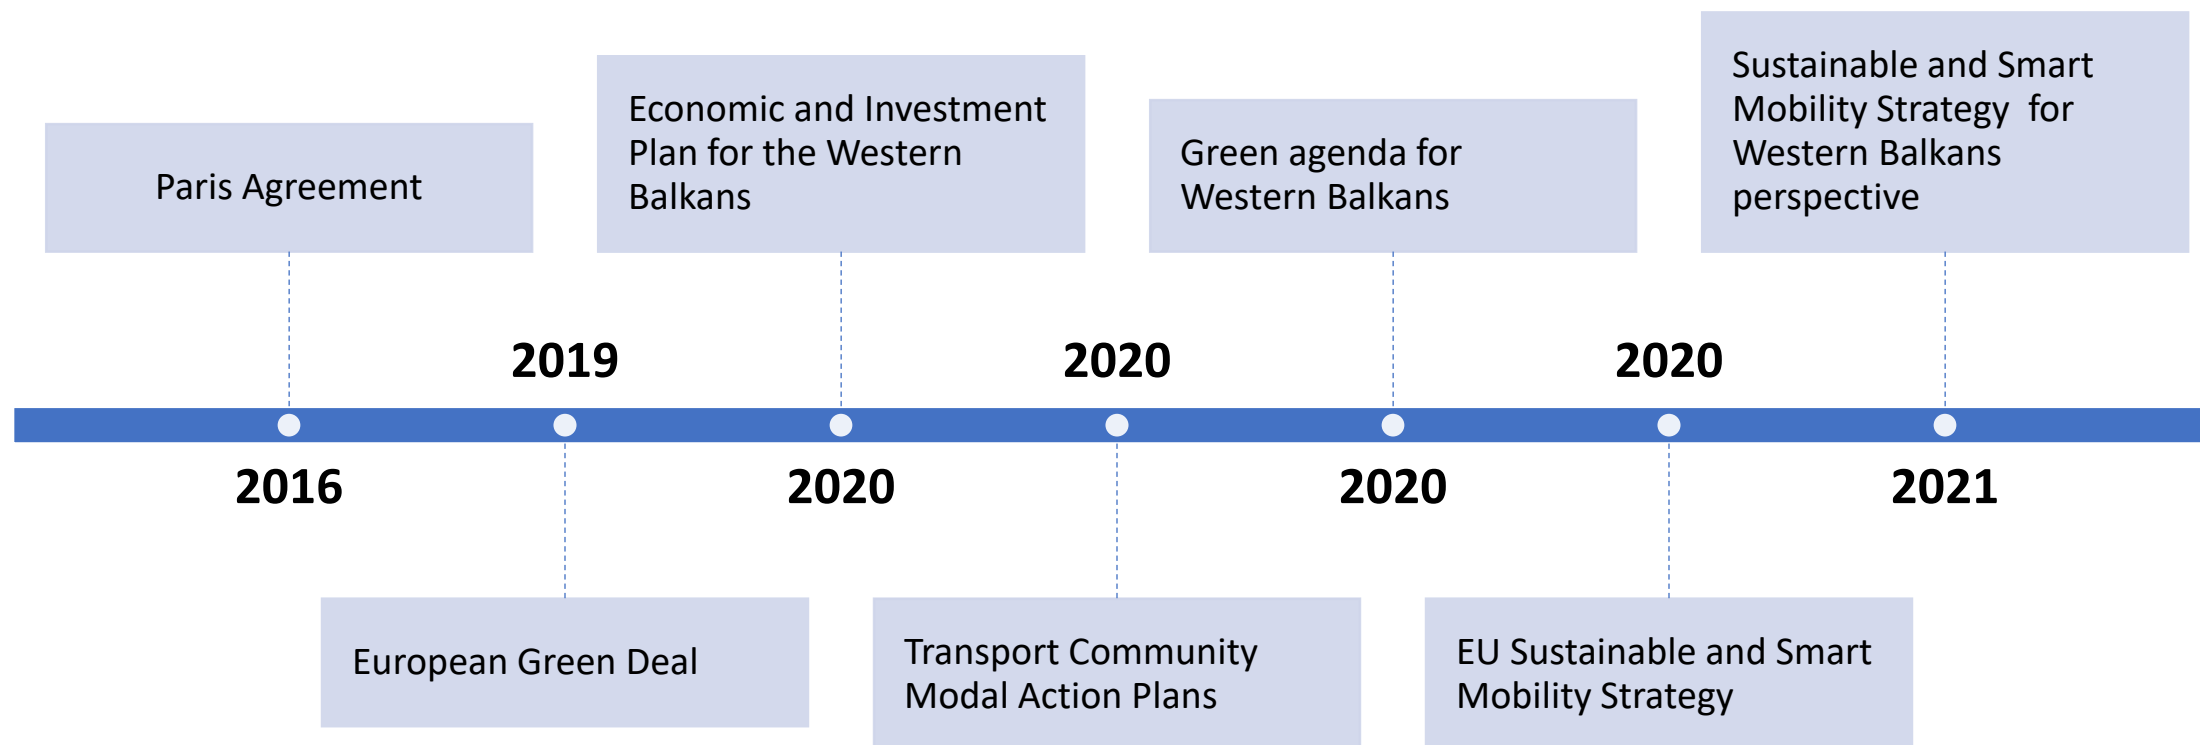 Paris Agreement
2016
2019
European Green Deal
Economic and Investment
Plan for the Western
Balkans
2020
2020
Transport Community
Modal Action Plans
Green agenda for
Western Balkans
2020
2020
EU Sustainable and Smart
Mobility Strategy
Sustainable and Smart
Mobility Strategy  for
Western Balkans
perspective
2021